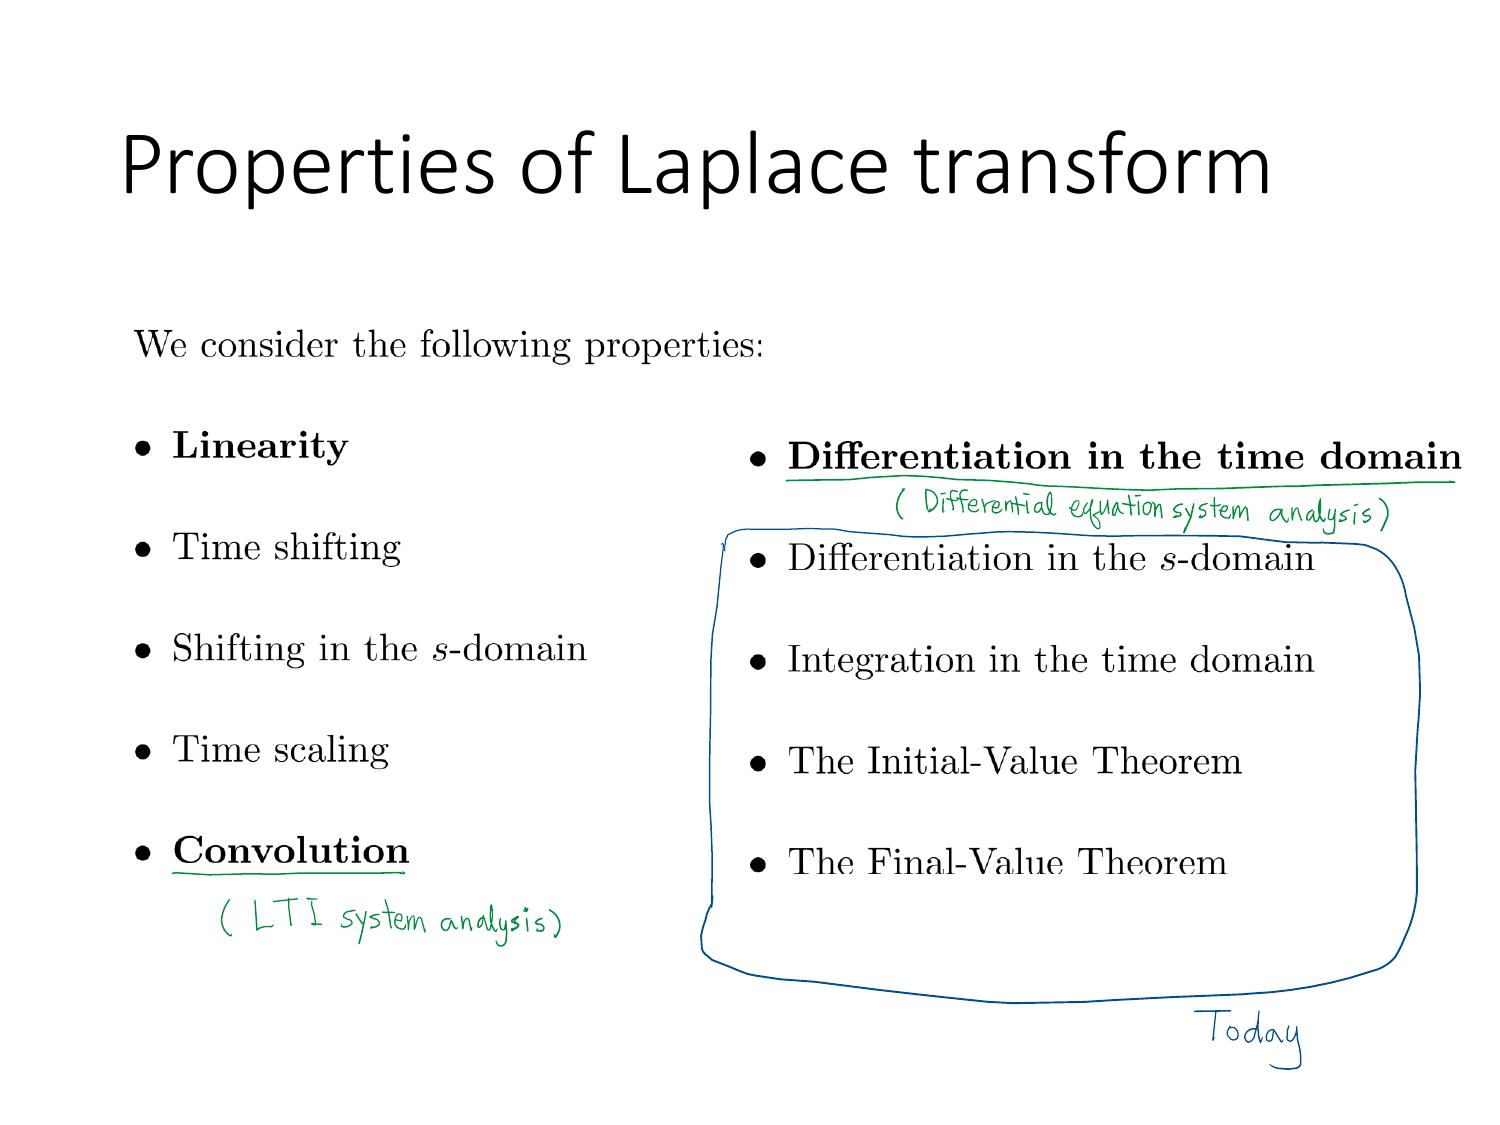 Properties of Laplace transform
We consider the following properties:
• Linearity
• Time shifting
• Shifting in the s-domain
• Time scaling
• Convolution
( LTI system analysis)
• Differentiation in the time domain
( Differential equation system analysis)
• Differentiation in the s-domain
• Integration in the time domain
• The Initial-Value Theorem
• The Final-Value Theorem
Today